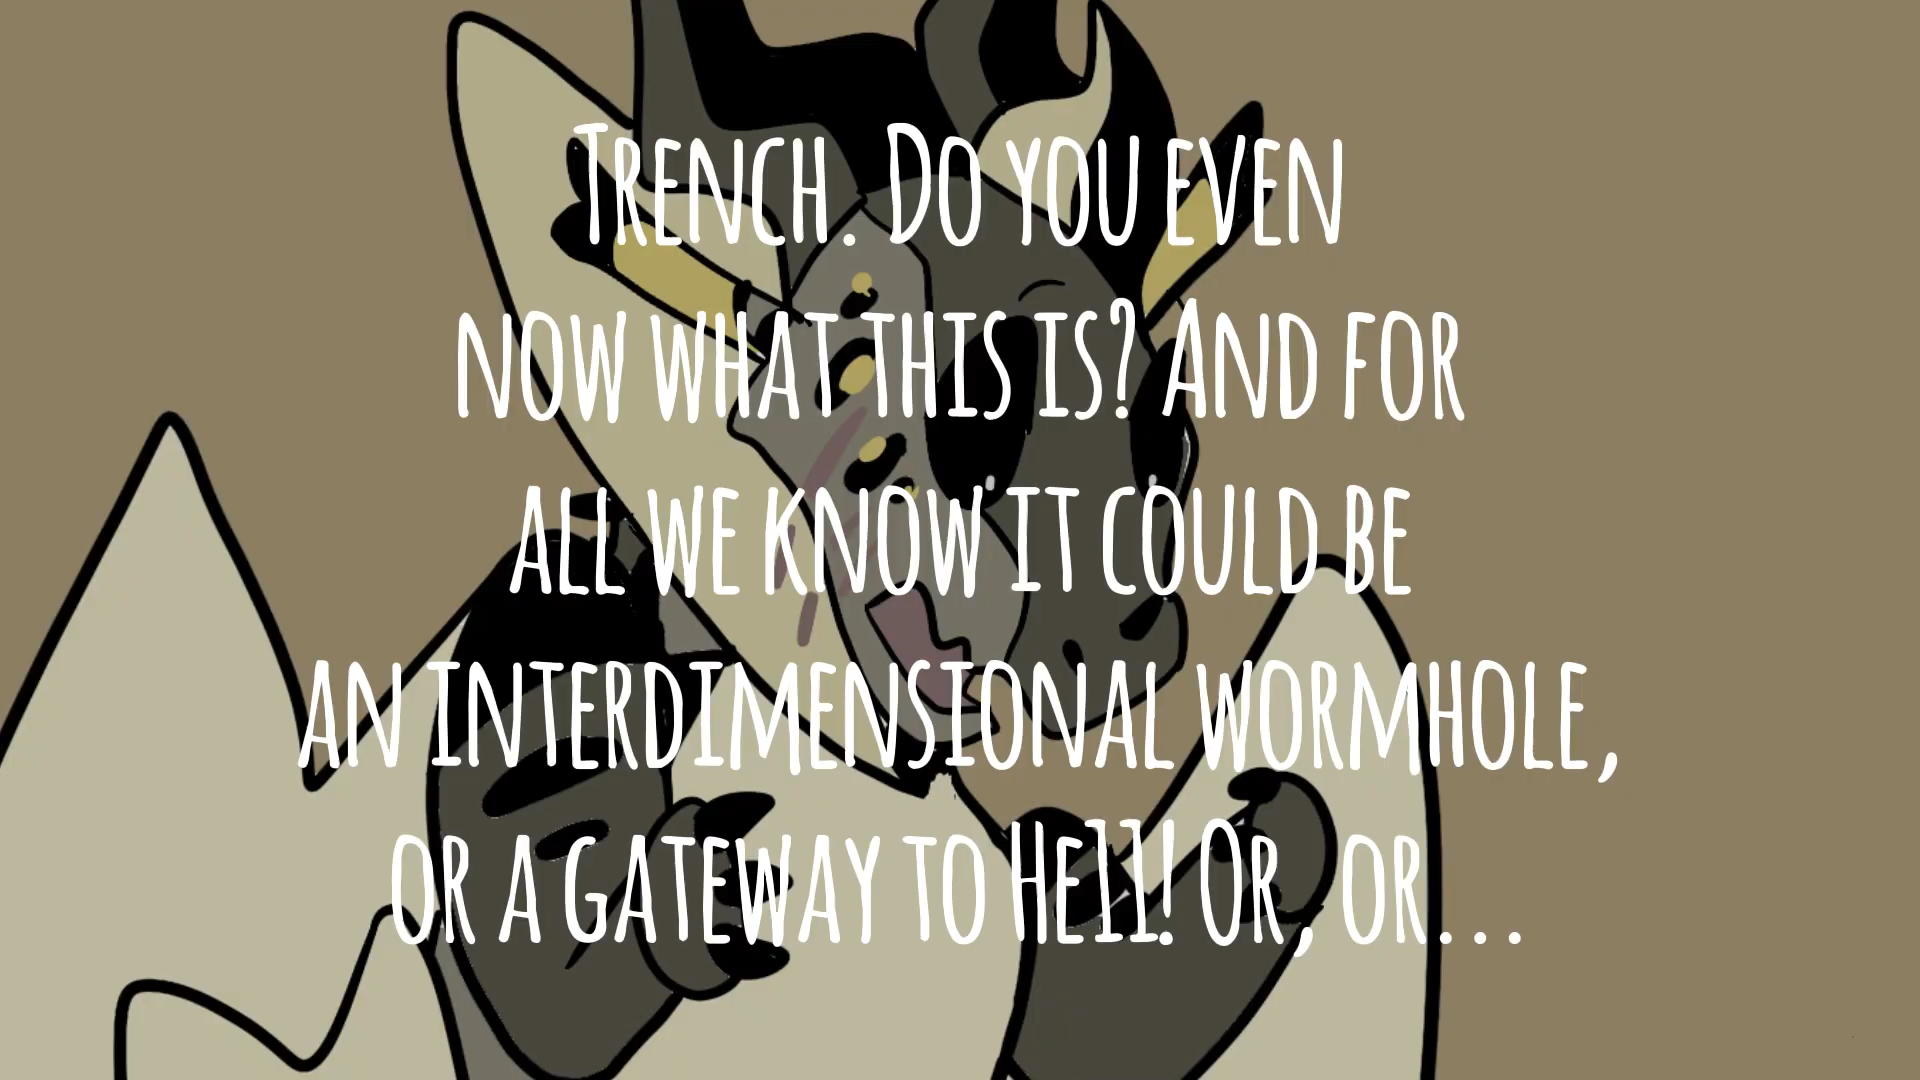 Trench. Do you even
now what this is? And for
all we know it could be
an interdimensional wormhole,
or a gateway to He11! Or, or...